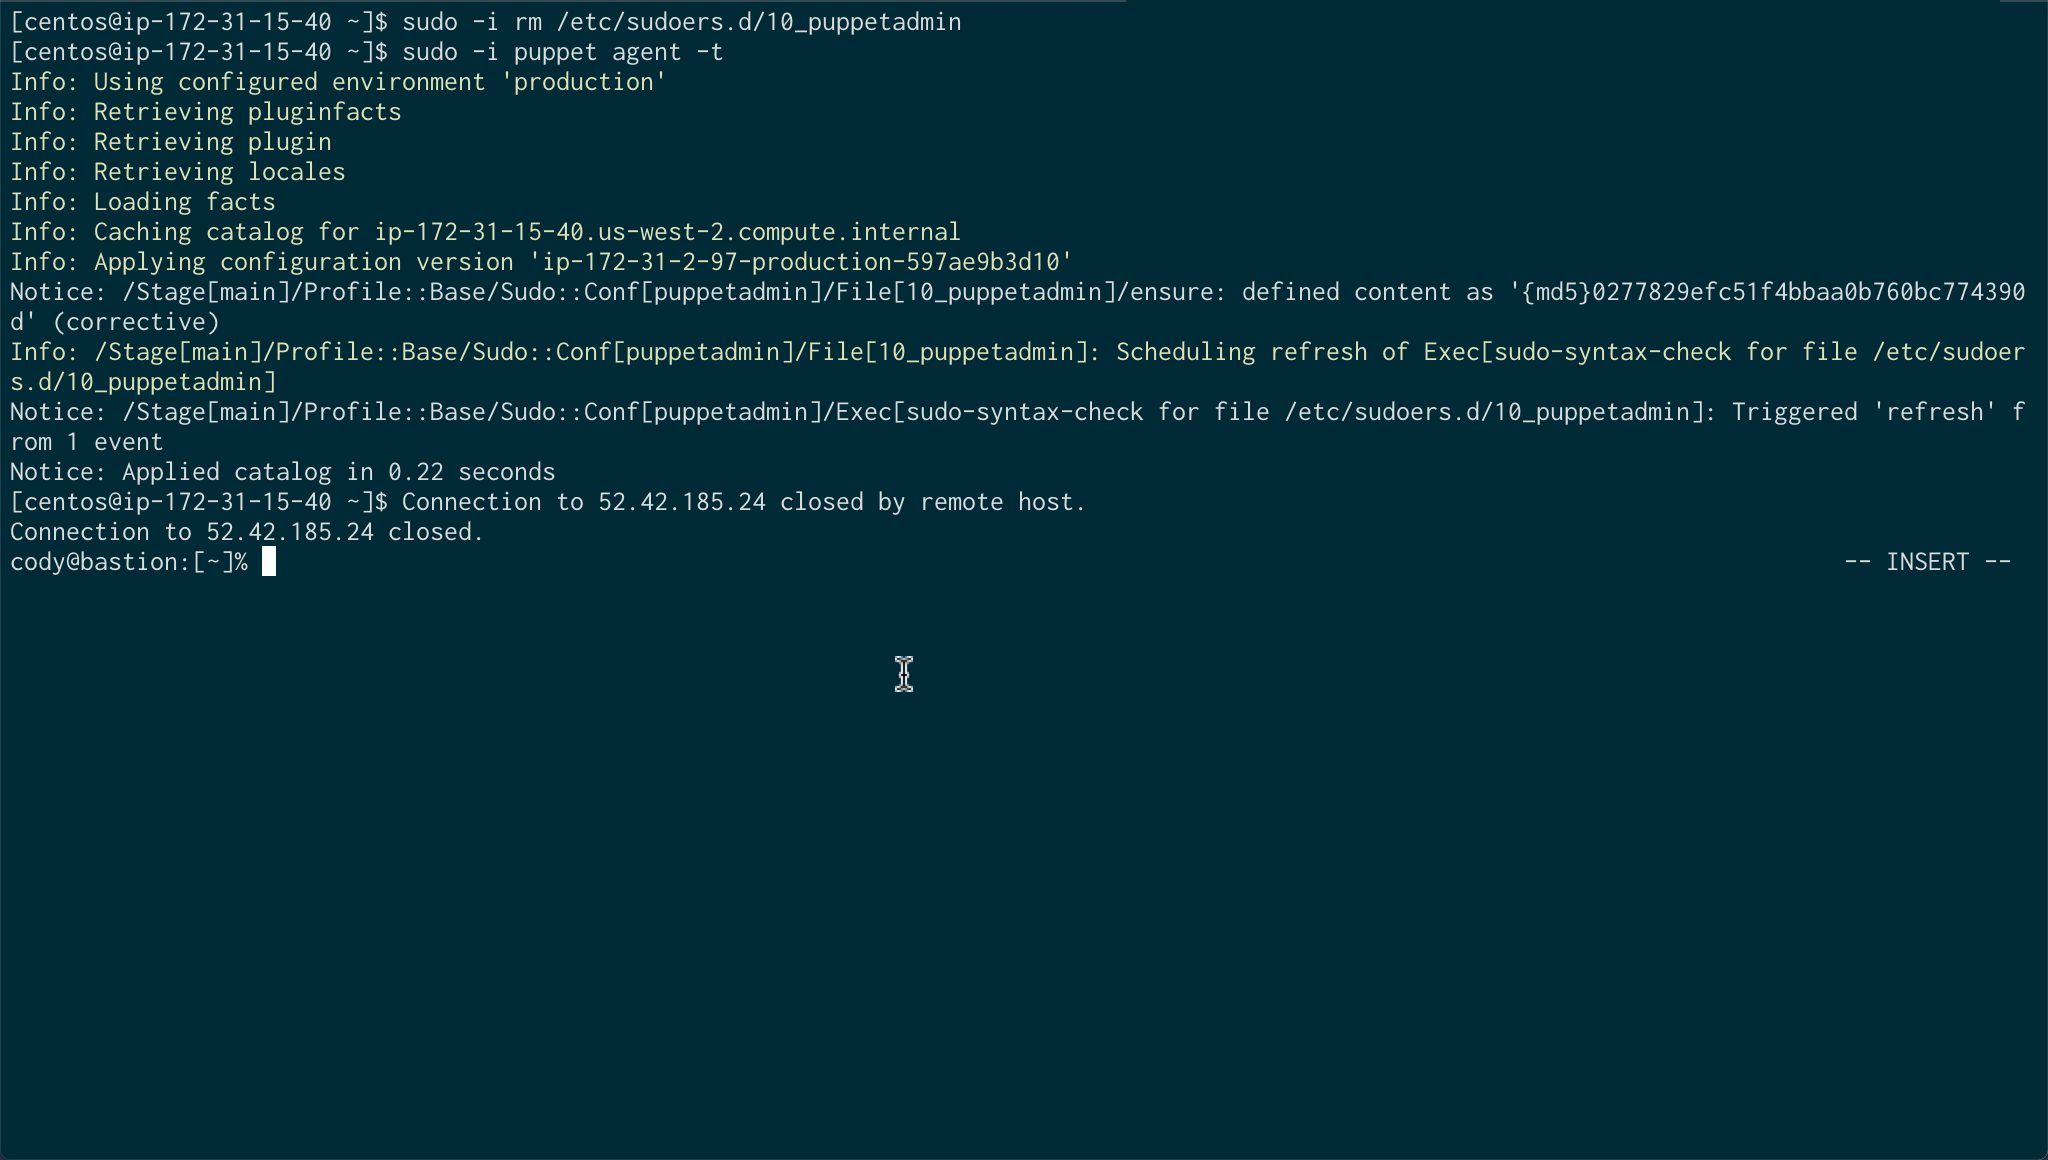 [centos@ip-172-31-15-40 ~]$ sudo -i rm /etc/sudoers.d/10_puppetadmin
[centos@ip-172-31-15-40 ~]$ sudo -i puppet agent -t
Info: Using configured environment 'production'
Info: Retrieving pluginfacts
Info: Retrieving plugin
Info: Retrieving locales
Info: Loading facts
Info: Caching catalog for ip-172-31-15-40.us-west-2.compute.internal
Info: Applying configuration version 'ip-172-31-2-97-production-597ae9b3d10'
Notice: /Stage[main]/Profile::Base/Sudo::Conf[puppetadmin]/File[10_puppetadmin]/ensure: defined content as '{md5}0277829efc51f4bbaa0b760bc774390
d' (corrective)
Info: /Stage[main]/Profile::Base/Sudo::Conf[puppetadmin]/File[10_puppetadmin]: Scheduling refresh of Exec[sudo-syntax-check for file /etc/sudoer
s.d/10_puppetadmin]
Notice: /Stage[main]/Profile::Base/Sudo::Conf[puppetadmin]/Exec[sudo-syntax-check for file /etc/sudoers.d/10_puppetadmin]: Triggered 'refresh' f
rom 1 event
Notice: Applied catalog in 0.22 seconds
[centos@ip-172-31-15-40 ~]$ Connection to 52.42.185.24 closed by remote host.
Connection to 52.42.185.24 closed.
cody@bastion:[~]% -- INSERT --